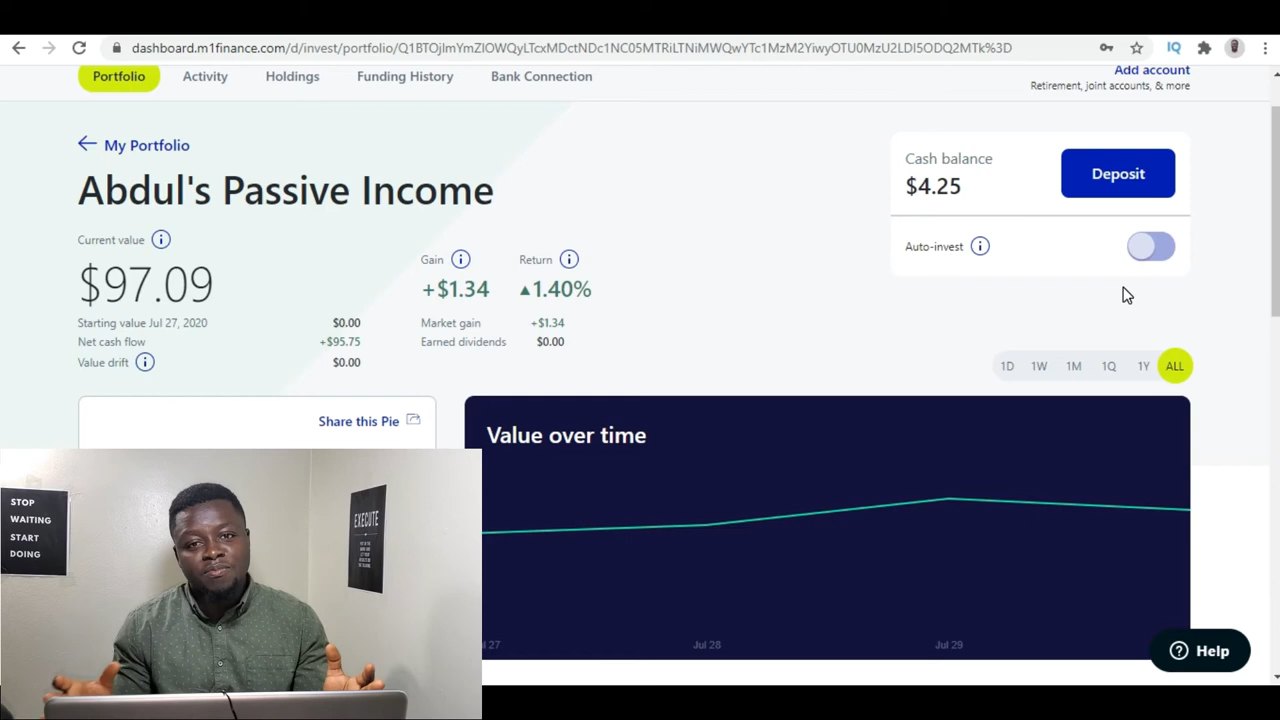 dashboard.m1finance.com/d/invest/portfolio/Q1BTOjlmYmZlOWQyLTcxMDctNDc1NC05MTRiLTNiMWQwYTc1MzM2YiwyOTU0MzU2LDI5ODQ2MTk%3D
IQ
Portfolio
Activity
Holdings
Funding History
Bank Connection
Add account
Retirement, joint accounts, & more
My Portfolio
Abdul's Passive Income
Cash balance
$4.25
Deposit
Auto-invest
Current value
$97.09
Gain
+$1.34
Return
▲1.40%
Starting value Jul 27, 2020 $0.00
Net cash flow +$95.75
Value drift $0.00
Market gain +$1.34
Earned dividends $0.00
1D 1W 1M 1Q 1Y ALL
Share this Pie
Value over time
27
Jul 28
Jul 29
Help
STOP
WAITING
START
DOING
EXECUTE